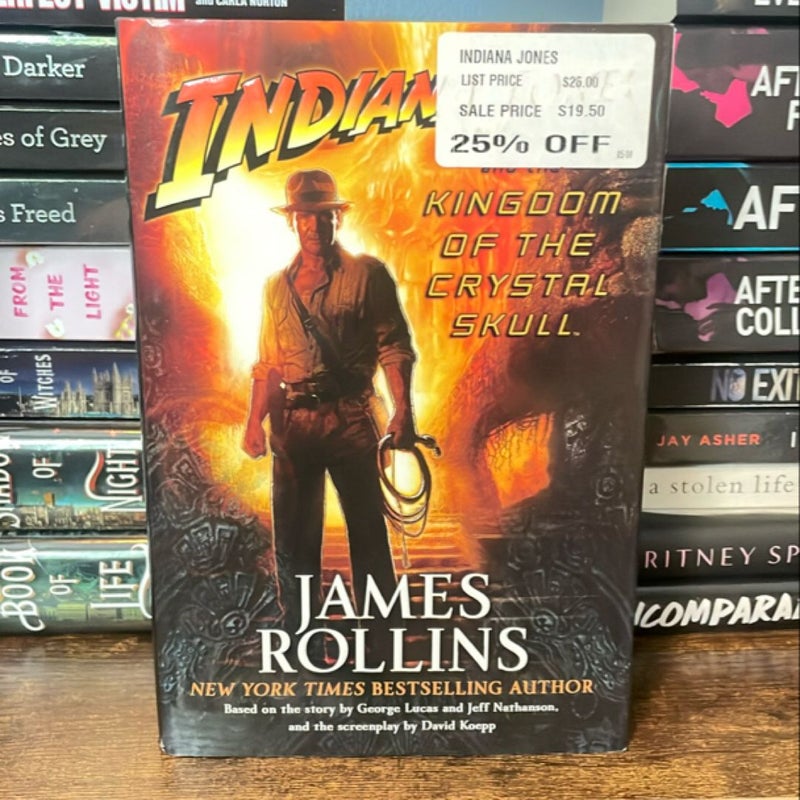 AND CARLA NORTON
Darker
es of Grey
s Freed
FROM
THE
LIGHT
OF
WITCHES
OF
NIGHT
BOOK
OF
LIFE
INDIAN
INDIANA JONES
LIST PRICE $26.00
SALE PRICE $19.50
25% OFF
KINGDOM
OF THE
CRYSTAL
SKULL
JAMES
ROLLINS
NEW YORK TIMES BESTSELLING AUTHOR
Based on the story by George Lucas and Jeff Nathanson,
and the screenplay by David Koepp
AFT
AF
AFTE
COLL
NO EXIT
JAY ASHER
a stolen life
RITNEY SP
NCOMPARA